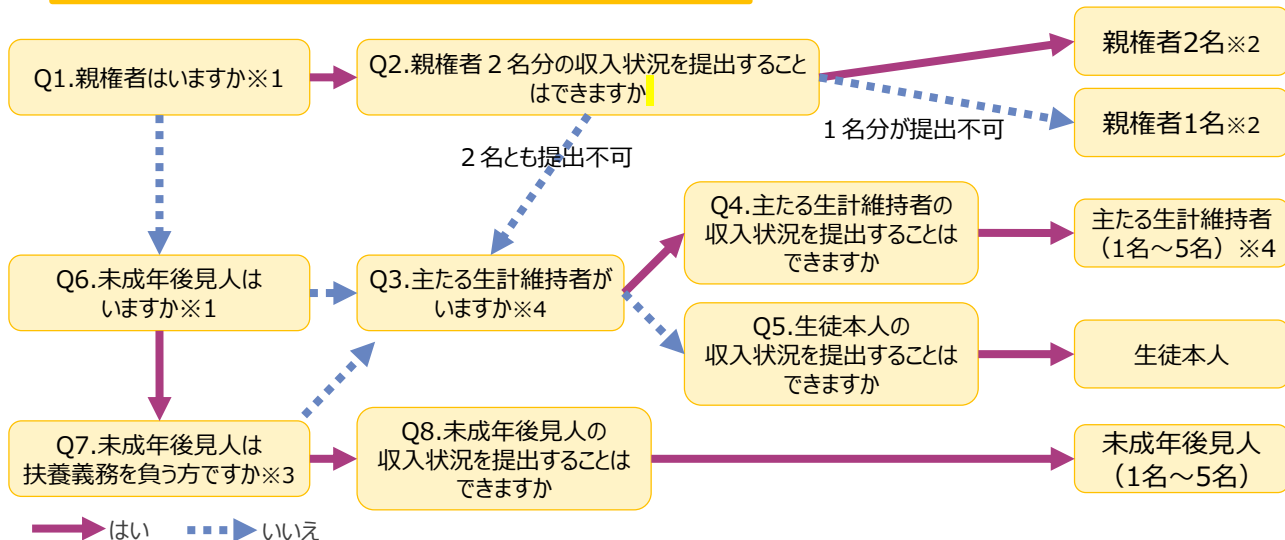 Q1.親権者はいますか※1
Q2.親権者２名分の収入状況を提出すること
はできますか
親権者2名※2
親権者1名※2
１名分が提出不可
２名とも提出不可
Q4.主たる生計維持者の
収入状況を提出することは
できますか
主たる生計維持者
（1名～5名）※4
Q6.未成年後見人は
いますか※1
Q3.主たる生計維持者が
いますか※4
Q5.生徒本人の
収入状況を提出することは
できますか
生徒本人
Q7.未成年後見人は
扶養義務を負う方ですか※3
Q8.未成年後見人の
収入状況を提出することは
できますか
未成年後見人
（1名～5名）
はい
いいえ